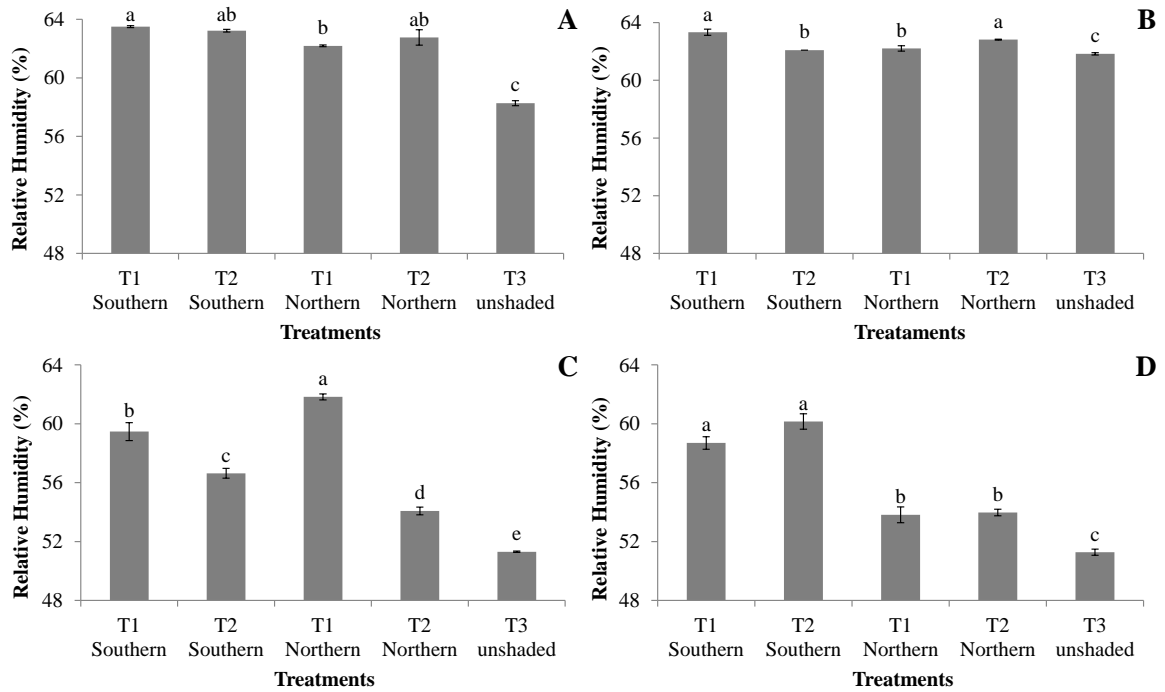 A
Relative Humidity (%)
64
60
56
52
48
a
ab
b
ab
c
T1 Southern
T2 Southern
T1 Northern
T2 Northern
T3 unshaded
Treatments
B
Relative Humidity (%)
64
60
56
52
48
a
b
b
a
c
T1 Southern
T2 Southern
T1 Northern
T2 Northern
T3 unshaded
Treataments
C
Relative Humidity (%)
64
60
56
52
48
b
c
a
d
e
T1 Southern
T2 Southern
T1 Northern
T2 Northern
T3 unshaded
Treatments
D
Relative Humidity (%)
64
60
56
52
48
a
a
b
b
c
T1 Southern
T2 Southern
T1 Northern
T2 Northern
T3 unshaded
Treatments